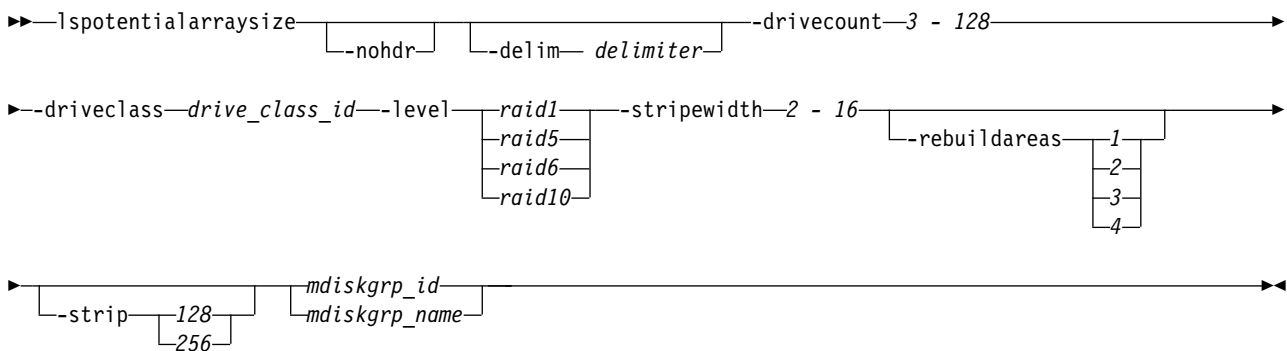 ►►─lspotentialarraysize -nohdr -delim delimiter -drivecount 3 - 128 ►
►─-driveclass drive_class_id -level raid1 -stripewidth 2 - 16 -rebuildareas 1 ►
raid5 2
raid6 3
raid10 4
► -strip 128 mdiskgrp_id ►◄
256 mdiskgrp_name